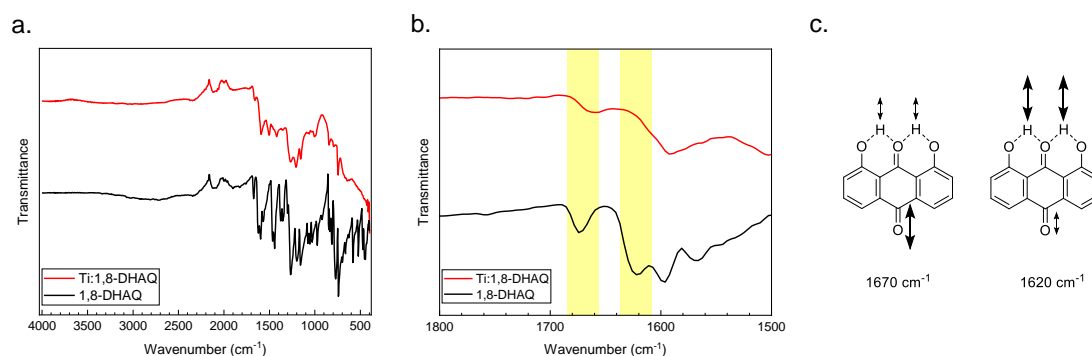 a.
Transmittance
Ti:1,8-DHAQ
1,8-DHAQ
4000 3500 3000 2500 2000 1500 1000 500
Wavenumber (cm⁻¹)
b.
Transmittance
Ti:1,8-DHAQ
1,8-DHAQ
1800 1700 1600 1500
Wavenumber (cm⁻¹)
c.
H H
O O O
O
1670 cm⁻¹
H H
O O O
O
1620 cm⁻¹